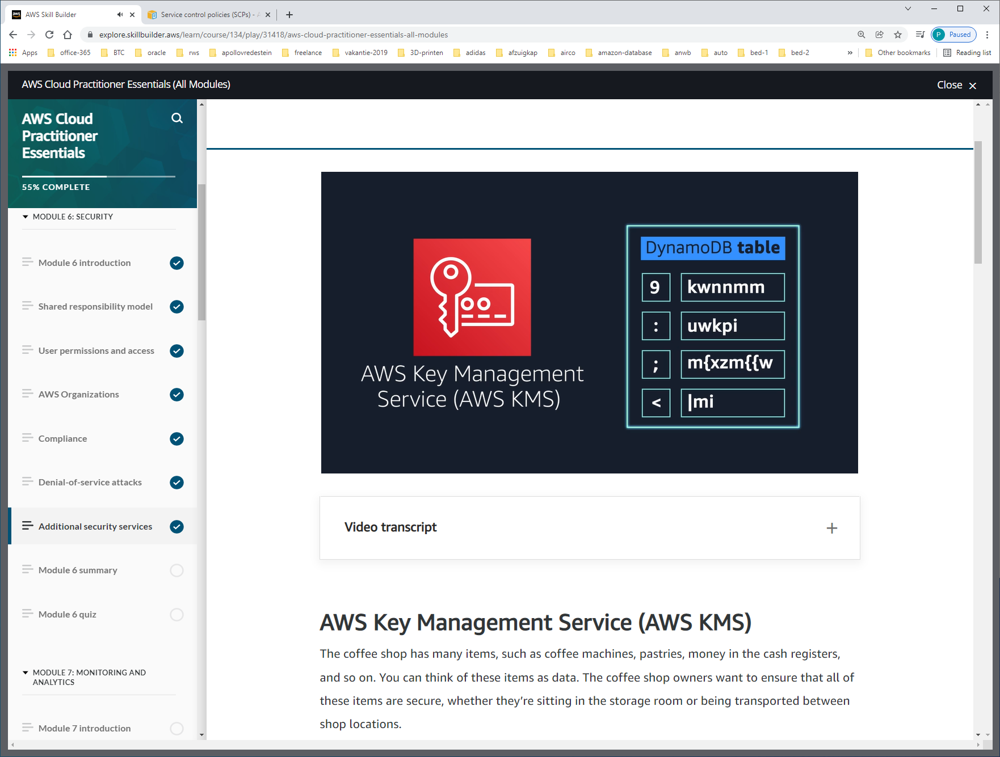 AWS Skill Builder
Service control policies (SCPs) - A
explore.skillbuilder.aws/learn/course/134/play/31418/aws-cloud-practitioner-essentials-all-modules
P Paused
Apps office-365 BTC oracle rws apollovredestein freelance vakantie-2019 3D-printen adidas afzuigkap airco amazon-database anwb auto bed-1 bed-2 » Other bookmarks Reading list
AWS Cloud Practitioner Essentials (All Modules)
Close
AWS Cloud
Practitioner
Essentials
55% COMPLETE
MODULE 6: SECURITY
Module 6 introduction
Shared responsibility model
User permissions and access
AWS Organizations
Compliance
Denial-of-service attacks
Additional security services
Module 6 summary
Module 6 quiz
MODULE 7: MONITORING AND
ANALYTICS
Module 7 introduction
AWS Key Management
Service (AWS KMS)
DynamoDB table
9 kwnnmm
: uwkpi
; m{xzm{{w
< |mi
Video transcript
AWS Key Management Service (AWS KMS)
The coffee shop has many items, such as coffee machines, pastries, money in the cash registers,
and so on. You can think of these items as data. The coffee shop owners want to ensure that all of
these items are secure, whether they’re sitting in the storage room or being transported between
shop locations.